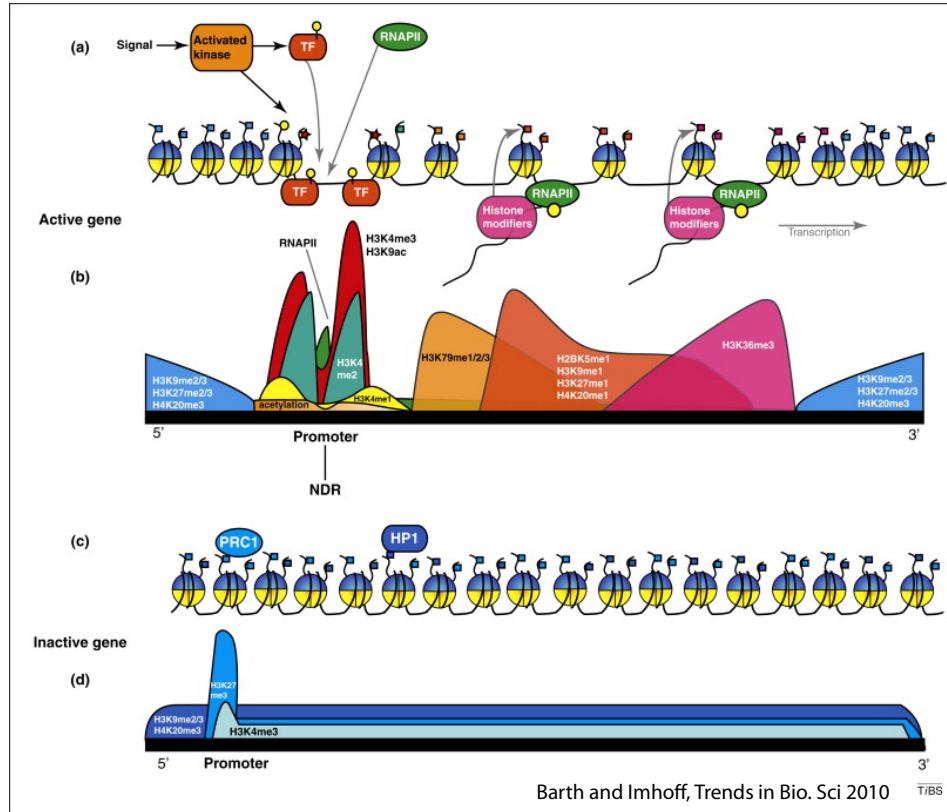 (a)
Signal
Activated
kinase
TF
RNAPII
TF
TF
Histone
modifiers
RNAPII
Histone
modifiers
RNAPII
Transcription
Active gene
(b)
RNAPII
H3K4me3
H3K9ac
H3K4
me2
H3K9me2/3
H3K27me2/3
H4K20me3
acetylation
H3K4me1
H3K79me1/2/3
H2BK5me1
H3K9me1
H3K27me1
H4K20me1
H3K36me3
H3K9me2/3
H3K27me2/3
H4K20me3
5'
3'
Promoter
NDR
(c)
PRC1
HP1
Inactive gene
(d)
H3K27
me3
H3K9me2/3
H4K20me3
H3K4me3
5'
Promoter
3'
Barth and Imhoff, Trends in Bio. Sci 2010
TiBS